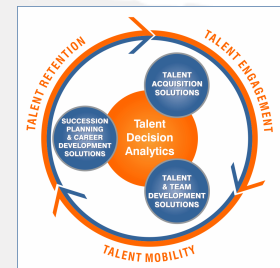 TALENT RETENTION
TALENT ENGAGEMENT
TALENT
ACQUISITION
SOLUTIONS
SUCCESSION
PLANNING
& CAREER
DEVELOPMENT
SOLUTIONS
Talent
Decision
Analytics
TALENT
& TEAM
DEVELOPMENT
SOLUTIONS
TALENT MOBILITY